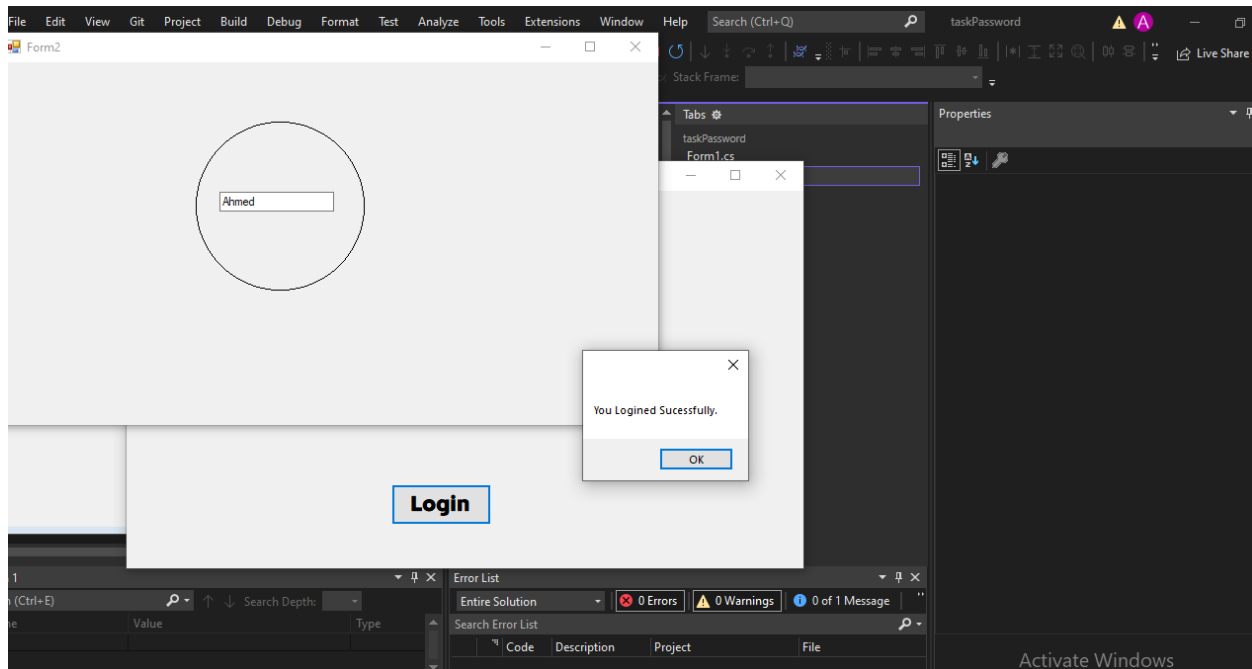 File Edit View Git Project Build Debug Format Test Analyze Tools Extensions Window Help Search (Ctrl+Q) taskPassword A
Form2
Live Share
Stack Frame:
Tabs
Properties
taskPassword
Form1.cs
Ahmed
You Logined Sucessfully.
OK
Login
1
Error List
(Ctrl+E) Search Depth:
Entire Solution 0 Errors 0 Warnings 0 of 1 Message
Value Type
Search Error List
Code Description Project File
Activate Windows